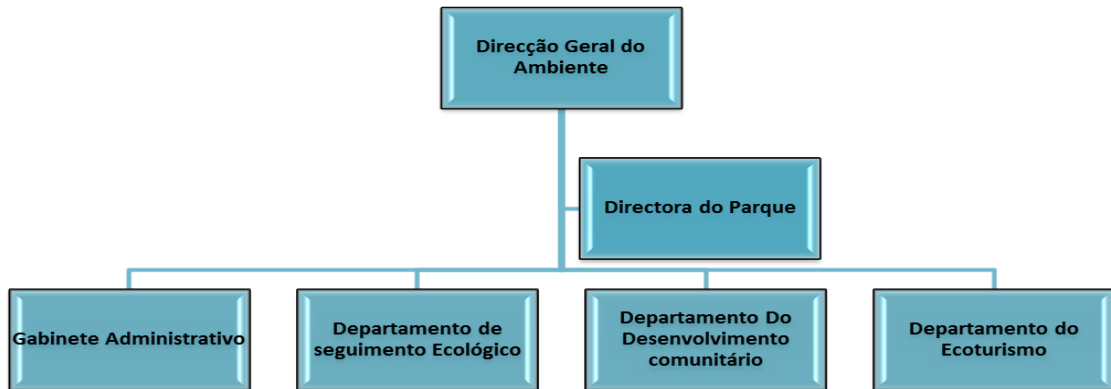 Direcção Geral do
Ambiente
Directora do Parque
Gabinete Administrativo
Departamento de
seguimento Ecológico
Departamento Do
Desenvolvimento
comunitário
Departamento do
Ecoturismo